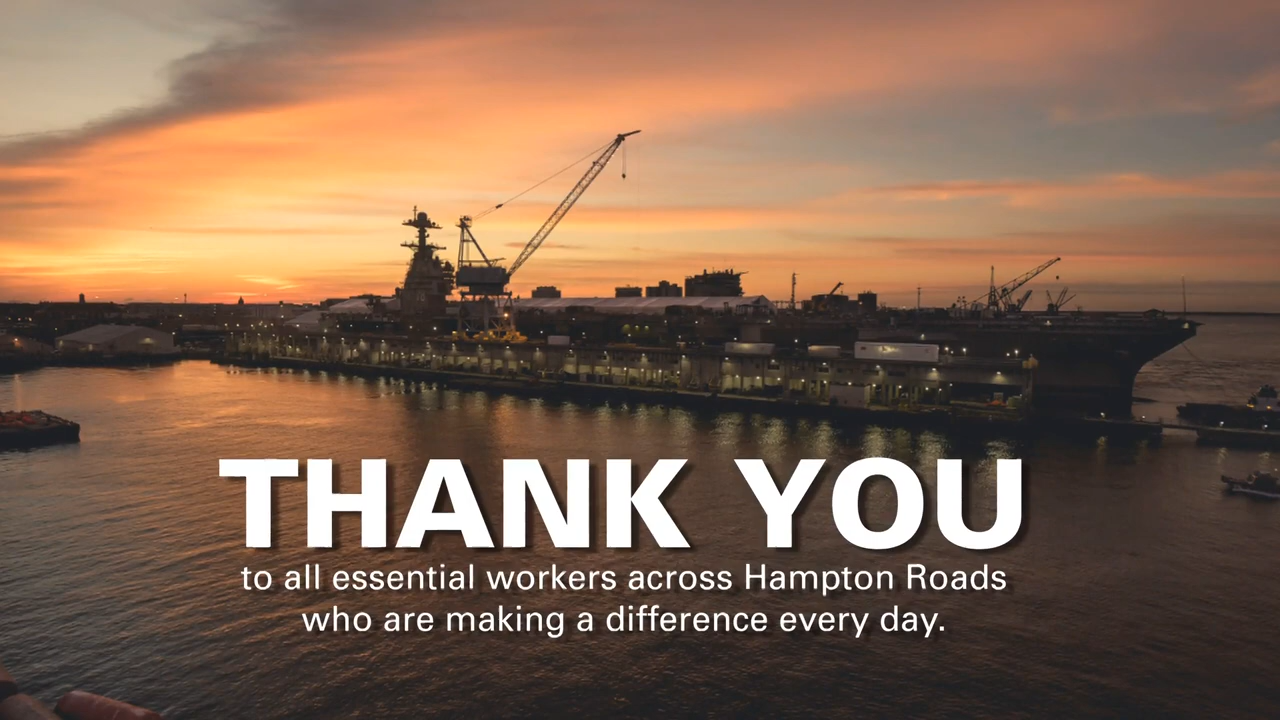 THANK YOU
to all essential workers across Hampton Roads
who are making a difference every day.